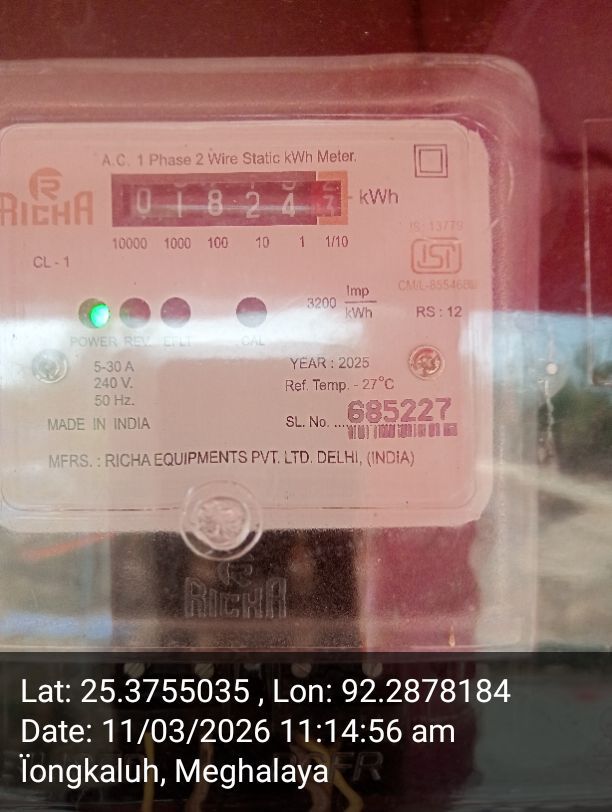 A.C. 1 Phase 2 Wire Static kWh Meter.
RICHA
0 1 8 2 4 kWh
10000 1000 100 10 1 1/10
IS: 13779
ISI
CL - 1
3200 Imp/kWh
RS : 12
POWER REV. EFLT CAL
5-30 A
240 V.
50 Hz.
YEAR : 2025
Ref. Temp. - 27°C
MADE IN INDIA
SL. No. .... 685227
MFRS. : RICHA EQUIPMENTS PVT. LTD. DELHI, (INDIA)
RICHA
Lat: 25.3755035 , Lon: 92.2878184
Date: 11/03/2026 11:14:56 am
Ïongkaluh, Meghalaya